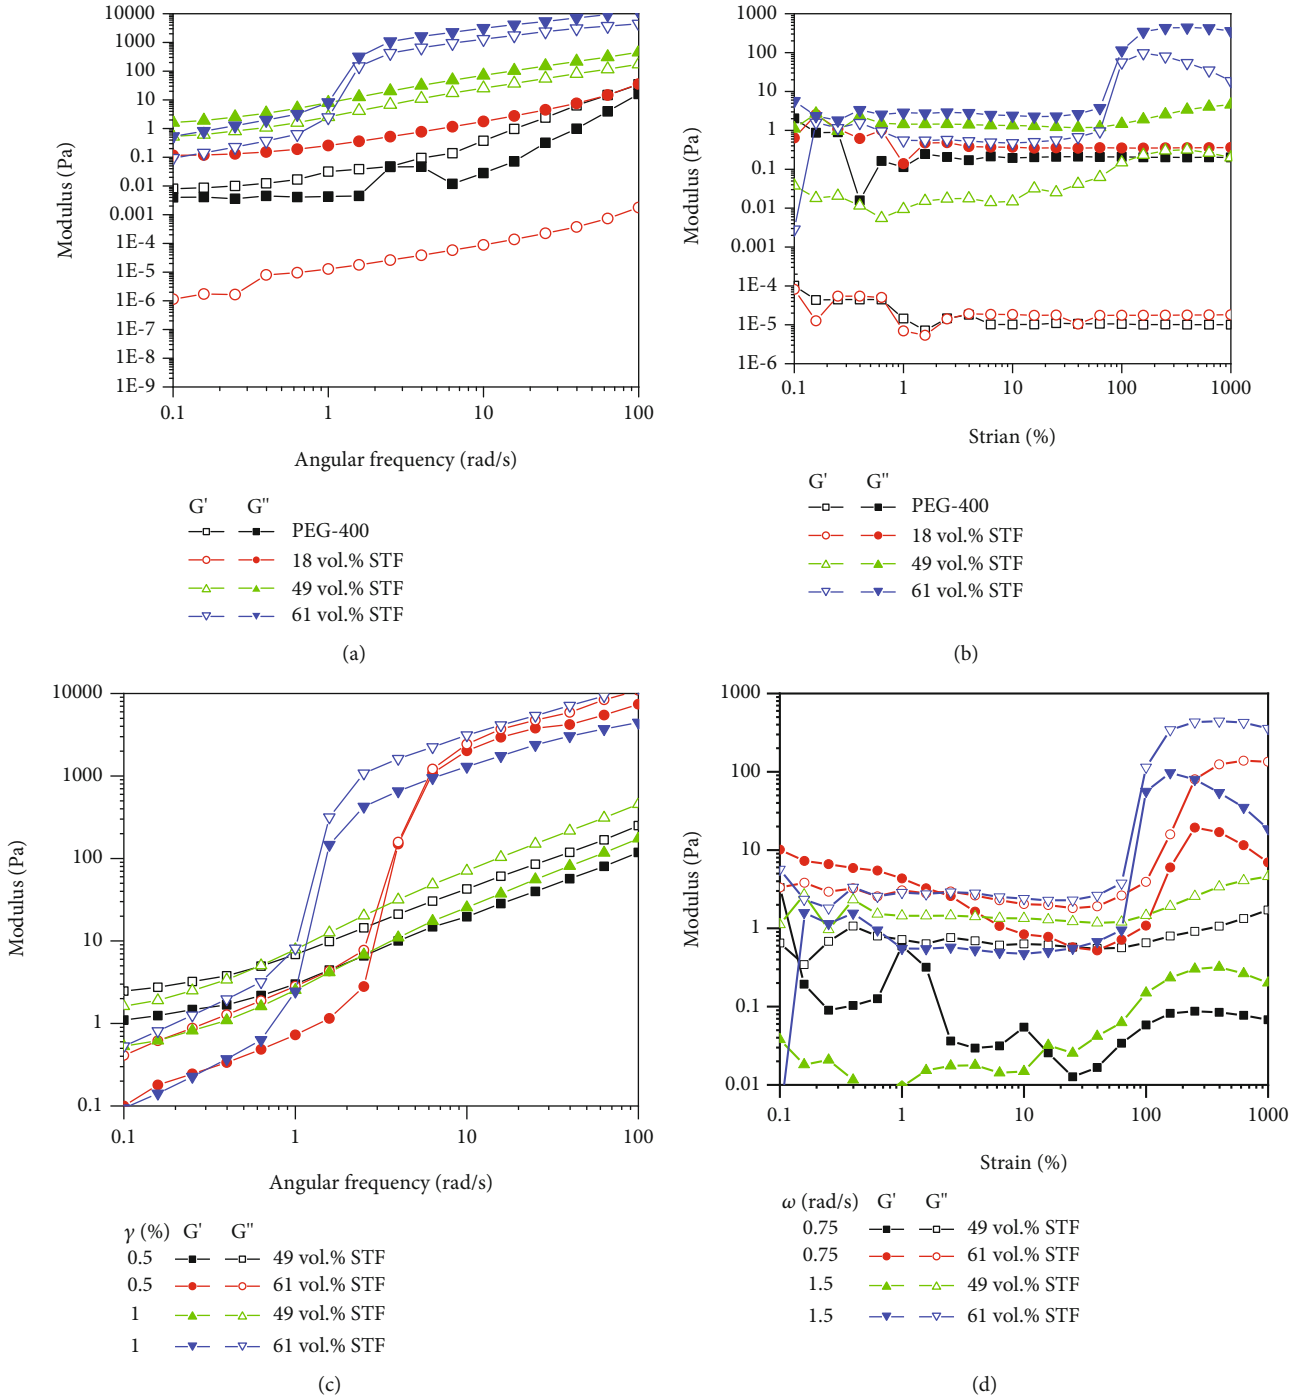 10000
1000
100
10
1
0.1
0.01
0.001
1E-4
1E-5
1E-6
1E-7
1E-8
1E-9
Modulus (Pa)
0.1 1 10 100
Angular frequency (rad/s)
G' G"
PEG-400
18 vol.% STF
49 vol.% STF
61 vol.% STF
(a)
1000
100
10
1
0.1
0.01
0.001
1E-4
1E-5
1E-6
Modulus (Pa)
0.1 1 10 100 1000
Strian (%)
G' G"
PEG-400
18 vol.% STF
49 vol.% STF
61 vol.% STF
(b)
10000
1000
100
10
1
0.1
Modulus (Pa)
0.1 1 10 100
Angular frequency (rad/s)
γ (%) G' G"
0.5 49 vol.% STF
0.5 61 vol.% STF
1 49 vol.% STF
1 61 vol.% STF
(c)
1000
100
10
1
0.1
0.01
Modulus (Pa)
0.1 1 10 100 1000
Strain (%)
ω (rad/s) G' G"
0.75 49 vol.% STF
0.75 61 vol.% STF
1.5 49 vol.% STF
1.5 61 vol.% STF
(d)